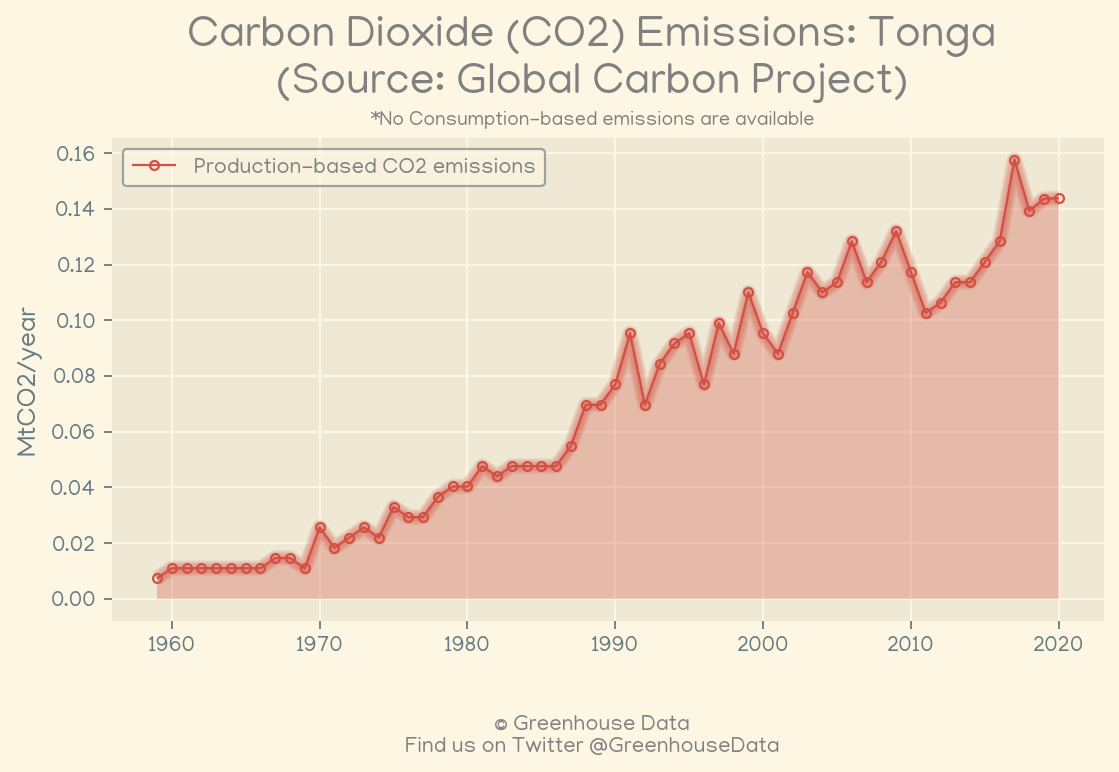 Carbon Dioxide (CO2) Emissions: Tonga
(Source: Global Carbon Project)
*No Consumption-based emissions are available
Production-based CO2 emissions
MtCO2/year
0.16
0.14
0.12
0.10
0.08
0.06
0.04
0.02
0.00
1960 1970 1980 1990 2000 2010 2020
© Greenhouse Data
Find us on Twitter @GreenhouseData